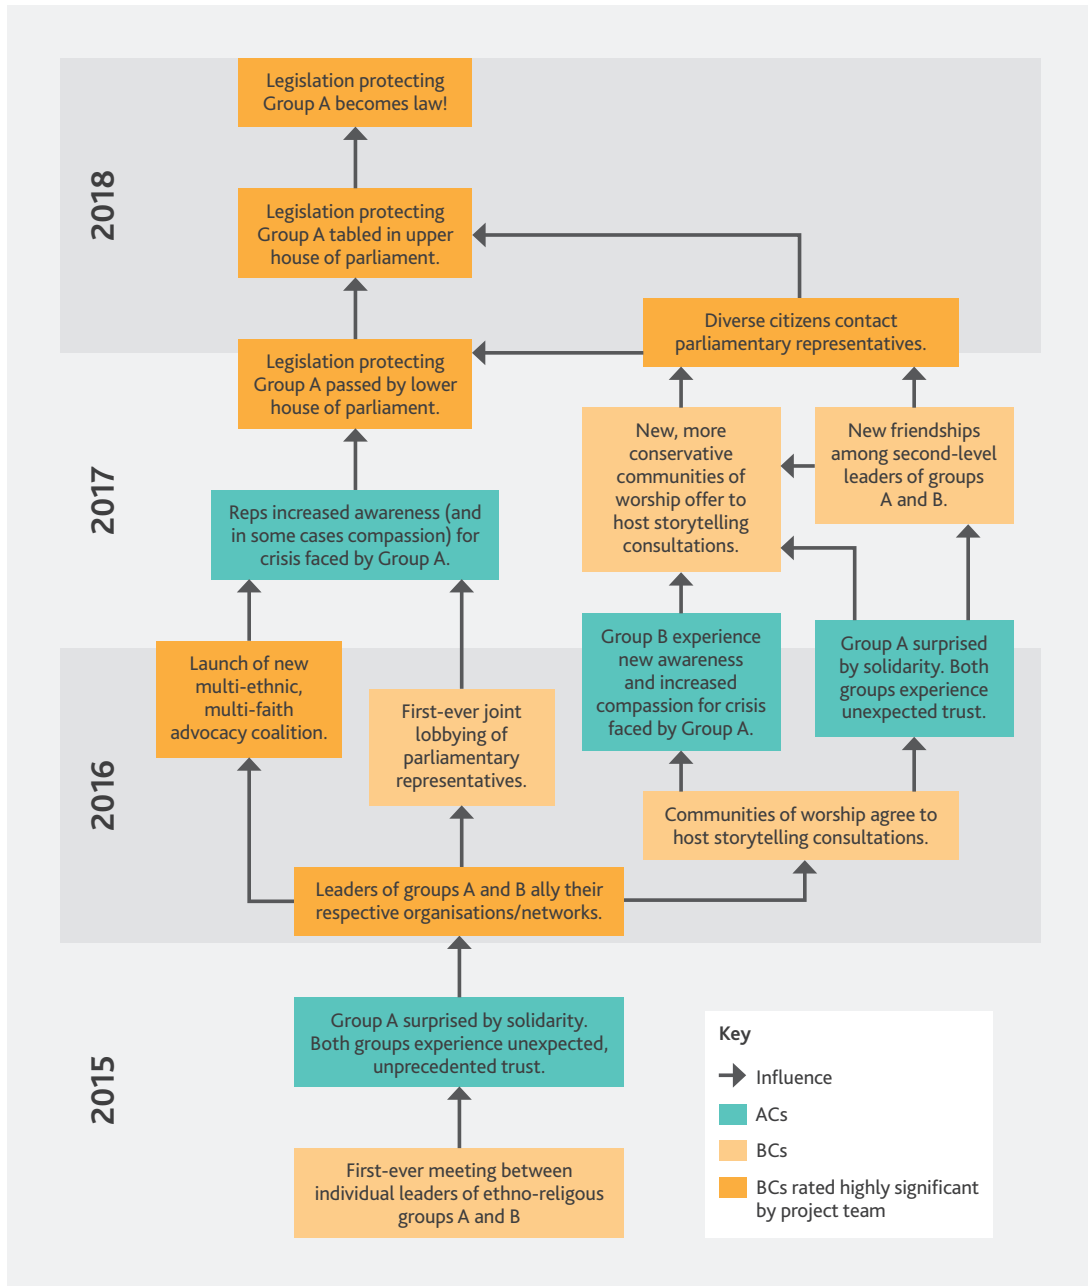 Legislation protecting
Group A becomes law!
2018
Legislation protecting
Group A tabled in upper
house of parliament.
Diverse citizens contact
parliamentary representatives.
Legislation protecting
Group A passed by lower
house of parliament.
New, more
conservative
communities of
worship offer to
host storytelling
consultations.
New friendships
among second-level
leaders of groups
A and B.
2017
Reps increased awareness (and
in some cases compassion) for
crisis faced by Group A.
Group B experience
new awareness
and increased
compassion for crisis
faced by Group A.
Group A surprised
by solidarity. Both
groups experience
unexpected trust.
Launch of new
multi-ethnic,
multi-faith
advocacy coalition.
First-ever joint
lobbying of
parliamentary
representatives.
2016
Communities of worship agree to
host storytelling consultations.
Leaders of groups A and B ally their
respective organisations/networks.
Group A surprised by solidarity.
Both groups experience unexpected,
unprecedented trust.
2015
First-ever meeting between
individual leaders of ethno-religous
groups A and B
Key
Influence
ACs
BCs
BCs rated highly significant
by project team